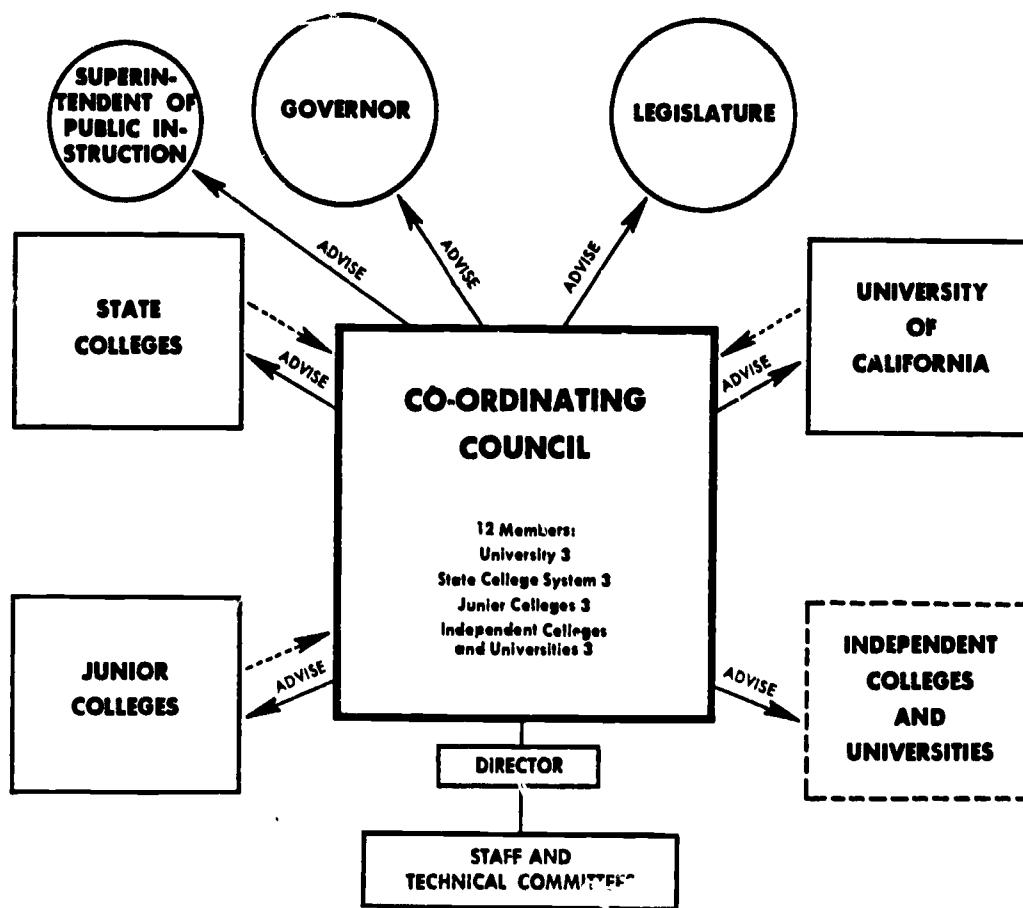 SUPERIN-
TENDENT OF
PUBLIC IN-
STRUCTION
GOVERNOR
LEGISLATURE
ADVISE
ADVISE
ADVISE
STATE
COLLEGES
ADVISE
UNIVERSITY
OF
CALIFORNIA
ADVISE
CO-ORDINATING
COUNCIL
12 Members:
University 3
State College System 3
Junior Colleges 3
Independent Colleges
and Universities 3
JUNIOR
COLLEGES
ADVISE
INDEPENDENT
COLLEGES
AND
UNIVERSITIES
ADVISE
DIRECTOR
STAFF AND
TECHNICAL COMMITTEES